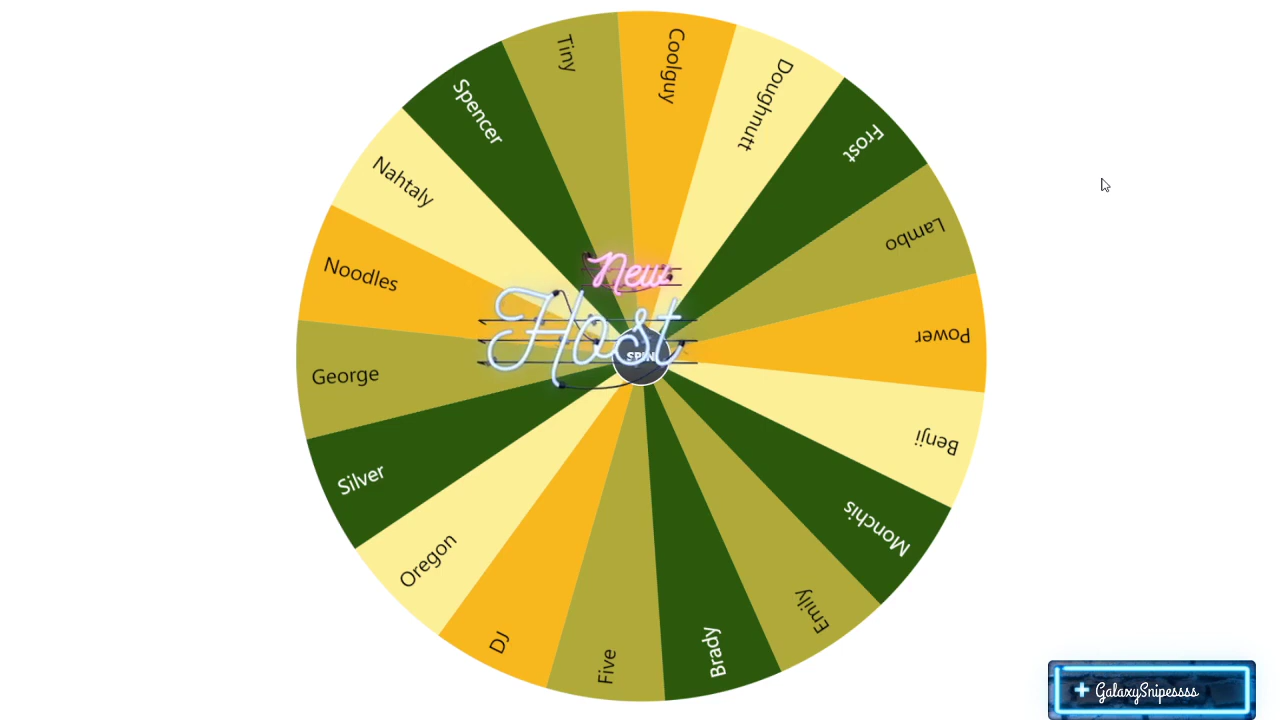 Coolguy
Doughnutt
Frost
Lambo
Power
Benji
Monchis
Emily
Brady
Five
DJ
Oregon
Silver
George
Noodles
Nahtaly
Spencer
Tiny
New
Host
SPIN
+ GalaxySnipessss